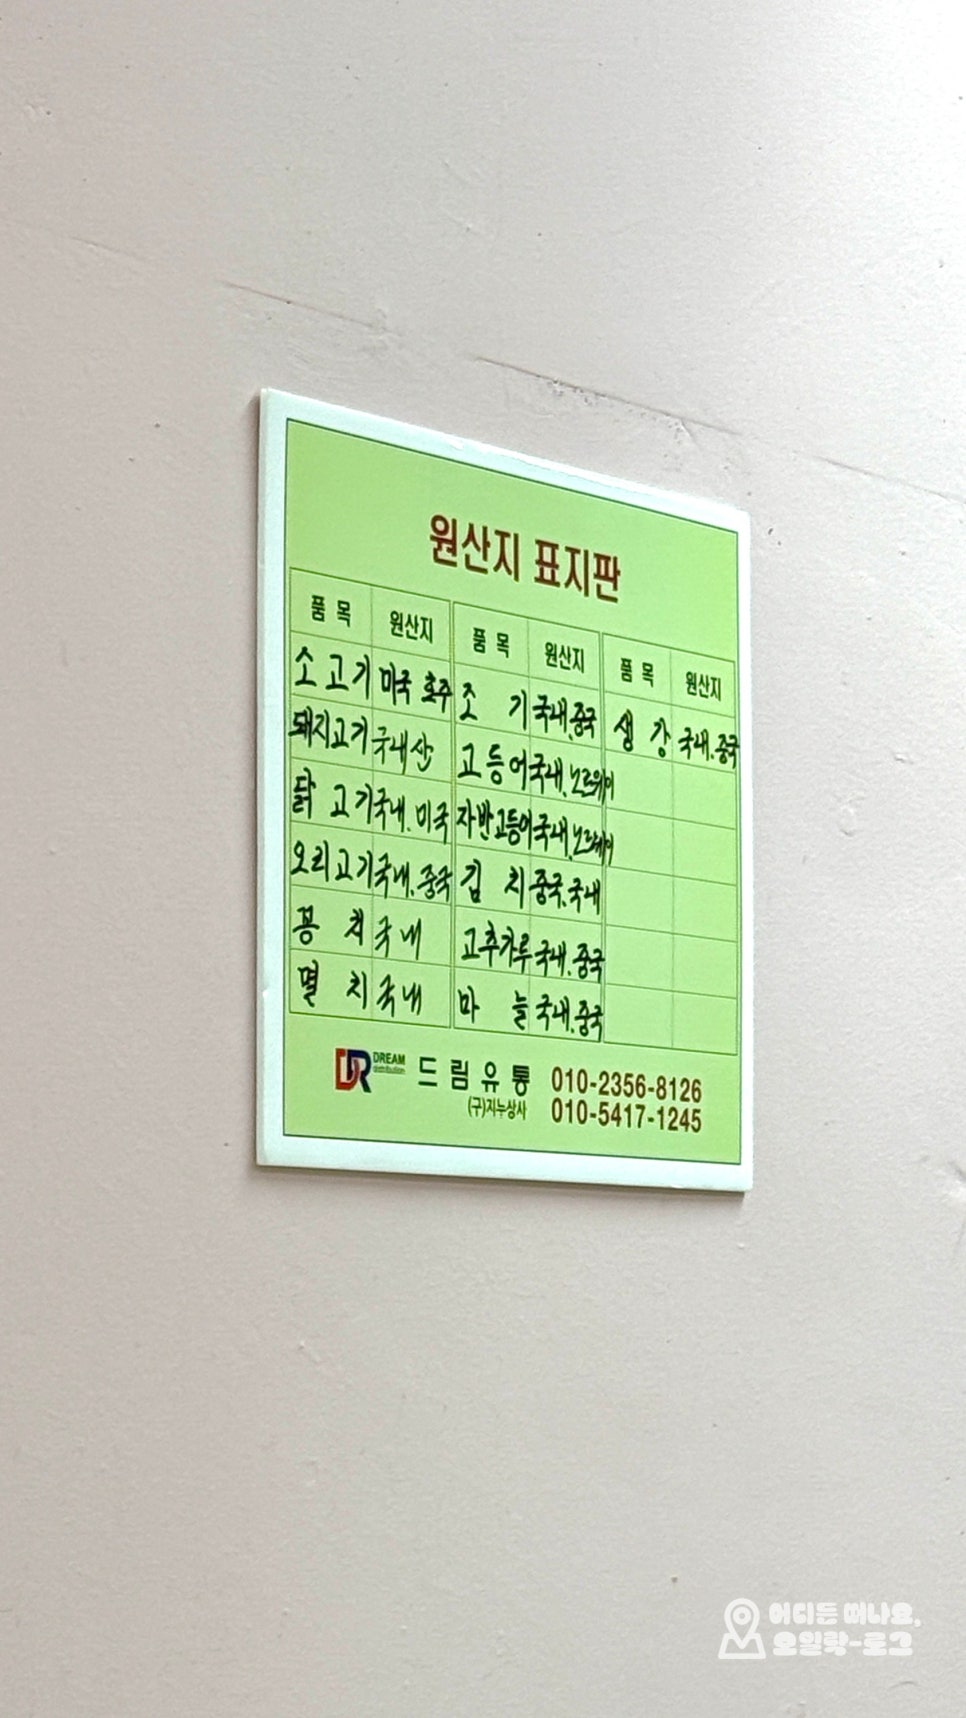 원산지 표지판
품목 원산지 품목 원산지 품목 원산지
소고기 미국 호주 조기 국내.중국 생강 국내.중국
돼지고기 국내산 고등어 국내.노르웨이
닭고기 국내.미국 자반고등어 국내.노르웨이
오리고기 국내.중국 김치 중국.국내
꽁치 국내 고추가루 국내.중국
멸치 국내 마늘 국내.중국
DR DREAM distribution 드림유통 010-2356-8126
(구)지누상사 010-5417-1245
어디든 떠나요,
오일락-로그